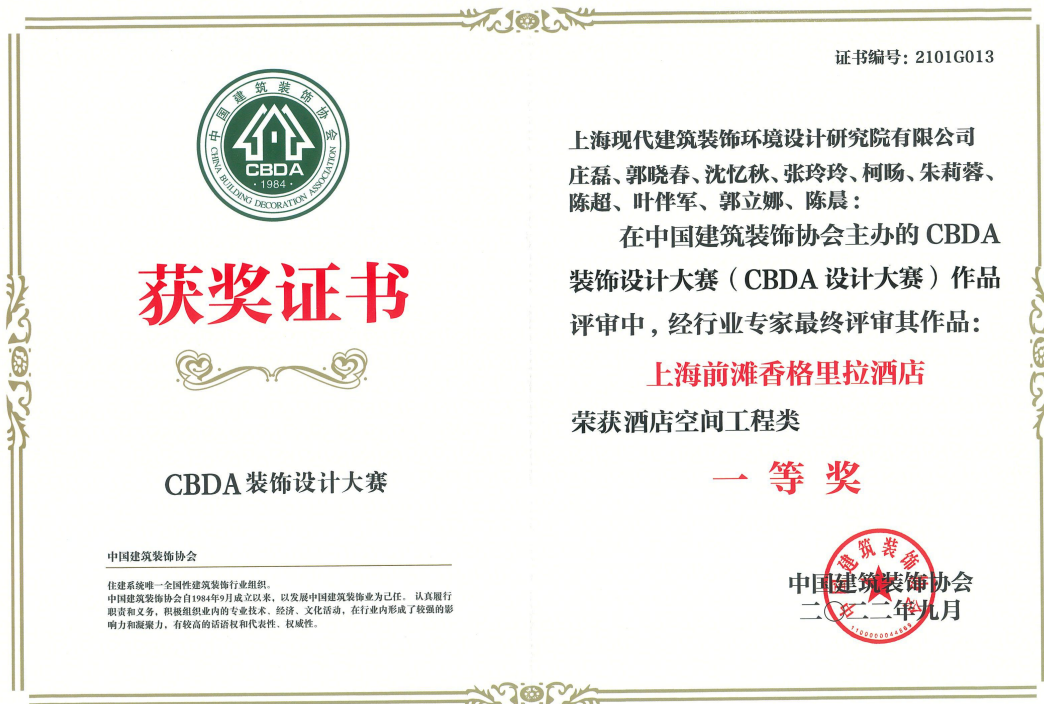 中国建筑装饰协会
CBDA
·1984·
CHINA BUILDING DECORATION ASSOCIATION
获奖证书
CBDA装饰设计大赛
中国建筑装饰协会
住建系统唯一全国性建筑装饰行业组织。
中国建筑装饰协会自1984年9月成立以来，以发展中国建筑装饰业为己任． 认真履行
职责和义务，积极组织业内的专业技术．经济．文化活动，在行业内形成了较强的影
响力和凝聚力，有较高的话语权和代表性．权威性。
证书编号：2101G013
上海现代建筑装饰环境设计研究院有限公司
庄磊、郭晓春、沈忆秋、张玲玲、柯旸、朱莉蓉、
陈超、叶伴军、郭立娜、陈晨：
在中国建筑装饰协会主办的 CBDA
装饰设计大赛（CBDA 设计大赛）作品
评审中，经行业专家最终评审其作品：
上海前滩香格里拉酒店
荣获酒店空间工程类
一 等 奖
中国建筑装饰协会
中国建筑装饰协会
二〇二二年九月